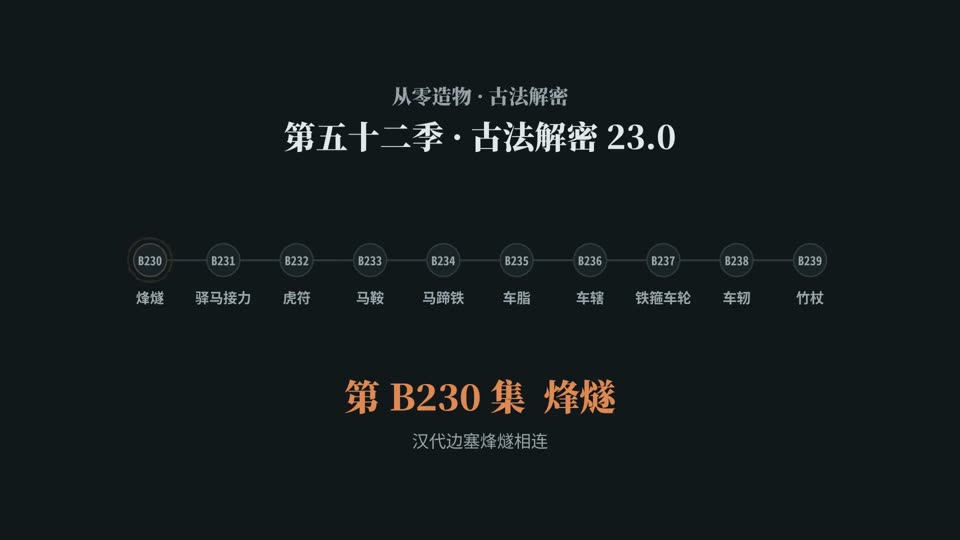 从零造物 · 古法解密
第五十二季 · 古法解密 23.0
B230 B231 B232 B233 B234 B235 B236 B237 B238 B239
烽燧 驿马接力 虎符 马鞍 马蹄铁 车脂 车辖 铁箍车轮 车轫 竹杖
第 B230 集 烽燧
汉代边塞烽燧相连